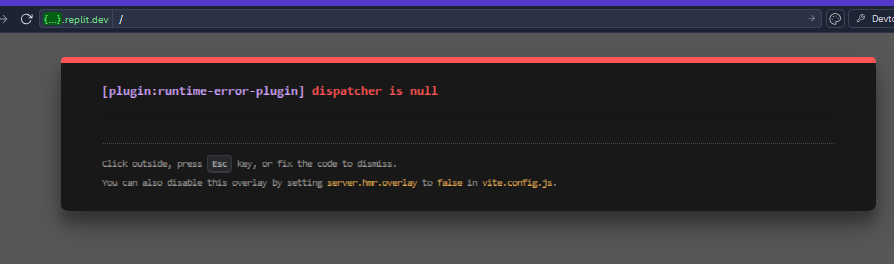 {...}.replit.dev /
Devto
[plugin:runtime-error-plugin] dispatcher is null
Click outside, press Esc key, or fix the code to dismiss.
You can also disable this overlay by setting server.hmr.overlay to false in vite.config.js.